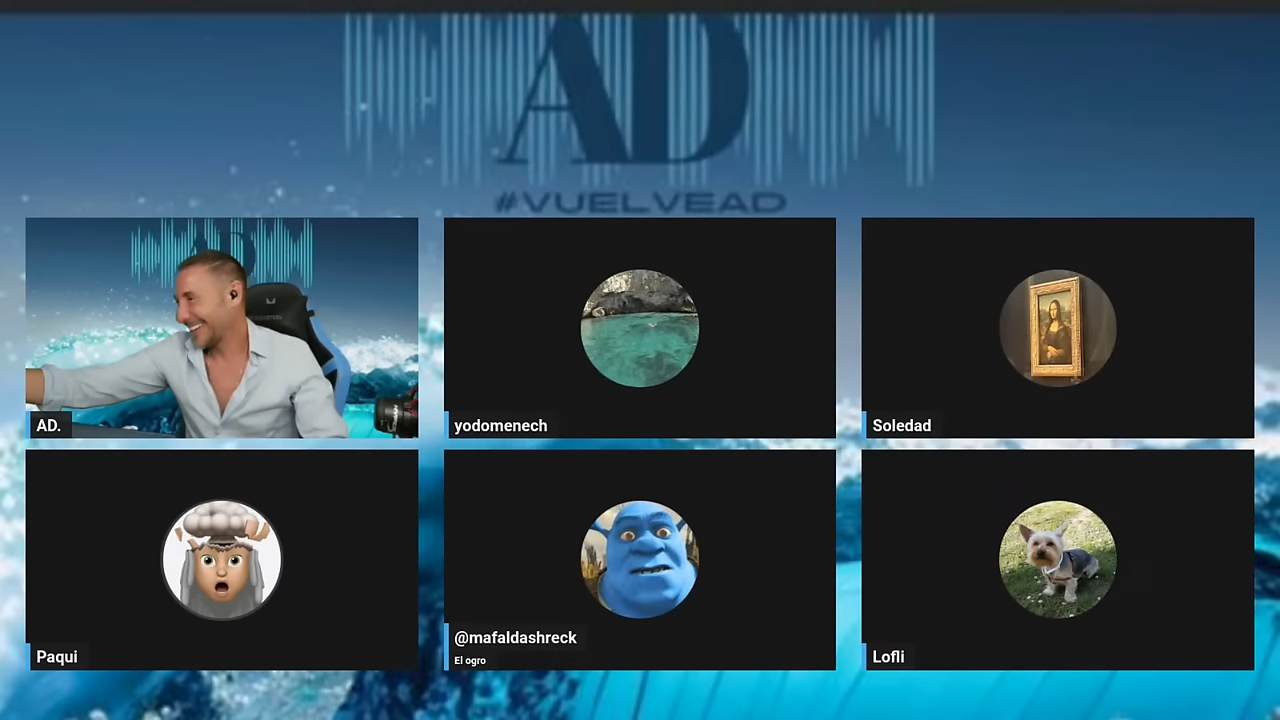 AD
#VUELVEAD
AD.
yodomenech
Soledad
Paqui
@mafaldashreck
El ogro
Lofli